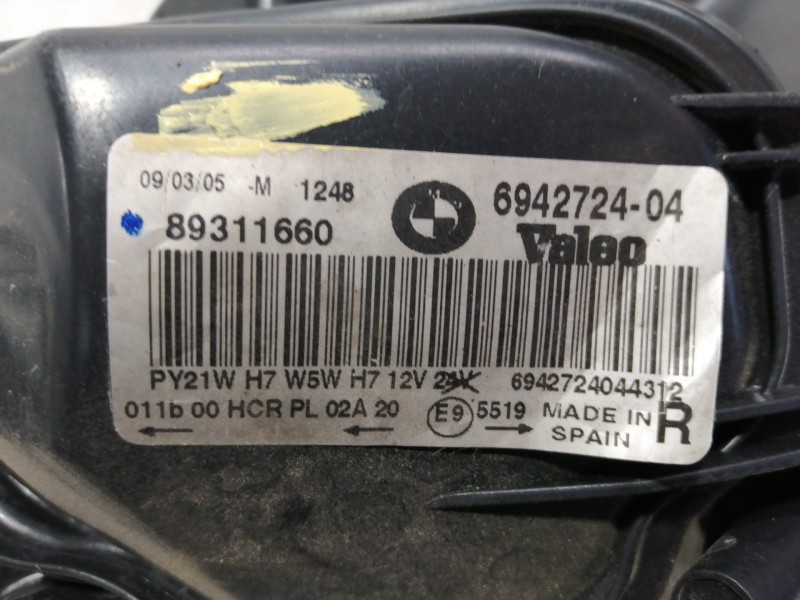 09/03/05 -M 1248
89311660
6942724-04
Valeo
PY21W H7 W5W H7 12V 24V 6942724044312
011b 00 HCR PL 02A 20 E9 5519 MADE IN SPAIN R